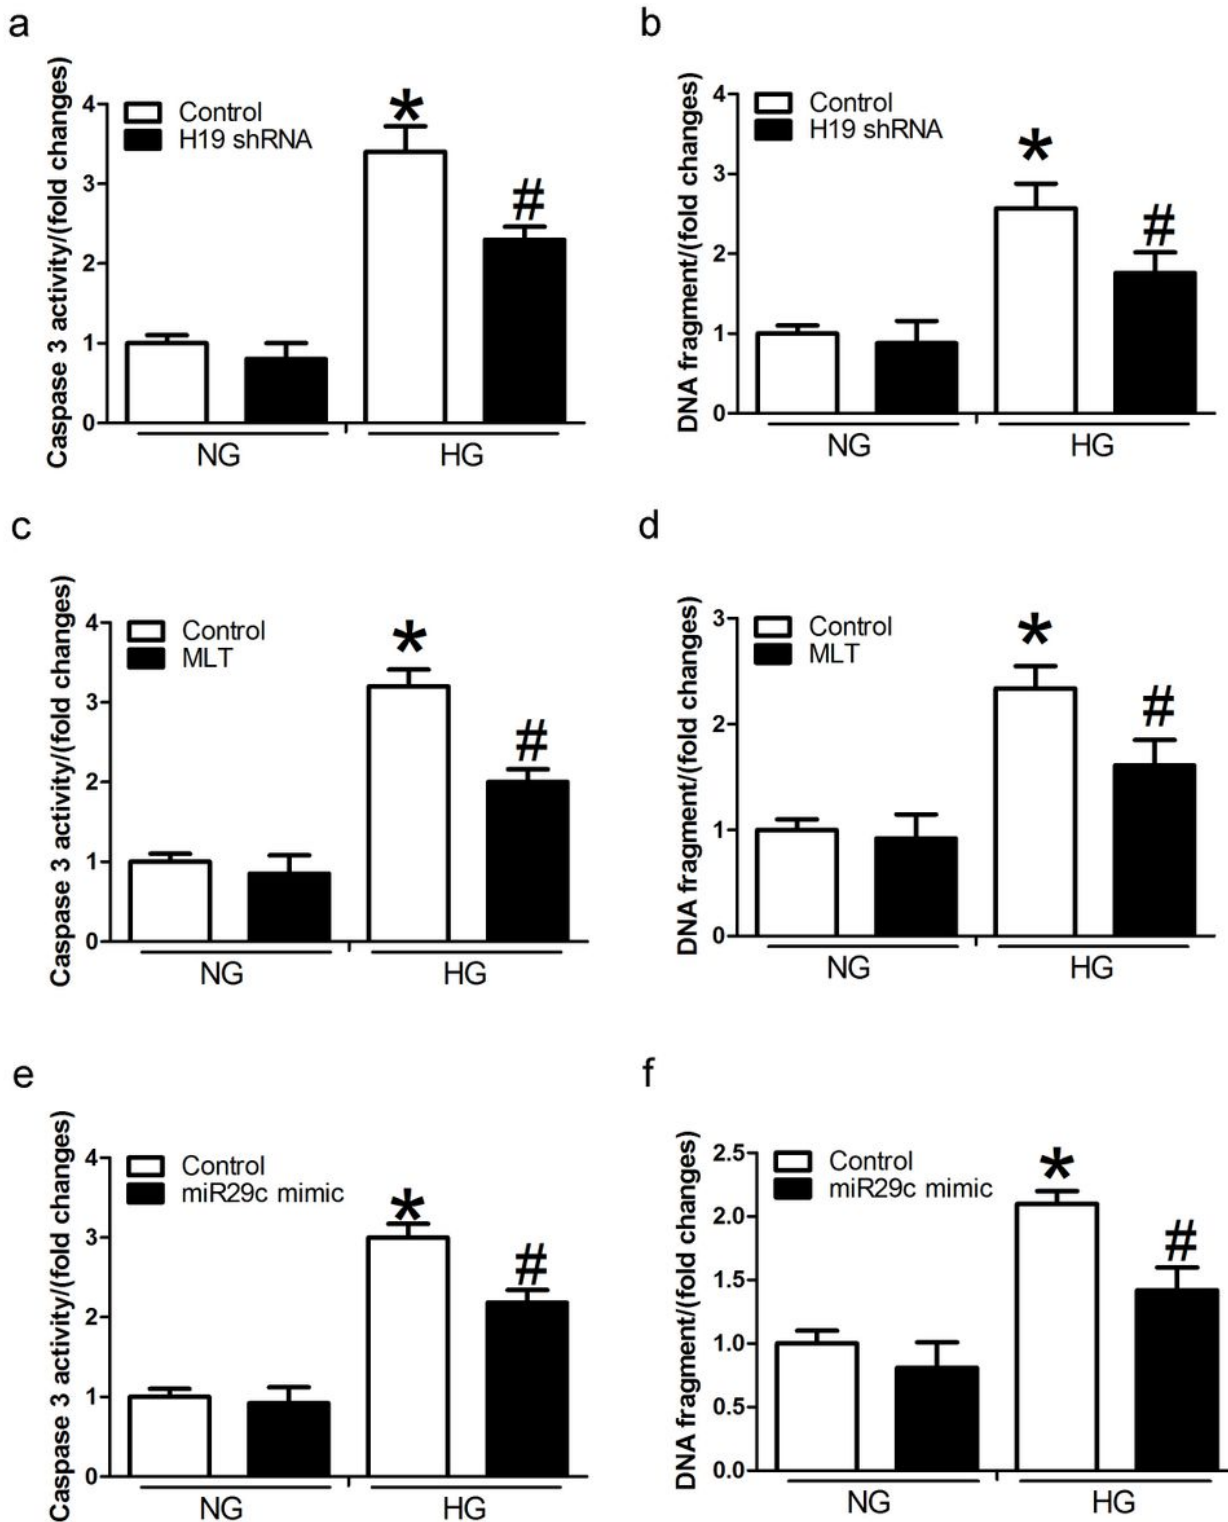 a
Caspase 3 activity/(fold changes)
4
3
2
1
0
Control
H19 shRNA
*
#
NG
HG
b
DNA fragment/(fold changes)
4
3
2
1
0
Control
H19 shRNA
*
#
NG
HG
c
Caspase 3 activity/(fold changes)
4
3
2
1
0
Control
MLT
*
#
NG
HG
d
DNA fragment/(fold changes)
3
2
1
0
Control
MLT
*
#
NG
HG
e
Caspase 3 activity/(fold changes)
4
3
2
1
0
Control
miR29c mimic
*
#
NG
HG
f
DNA fragment/(fold changes)
2.5
2.0
1.5
1.0
0.5
0.0
Control
miR29c mimic
*
#
NG
HG